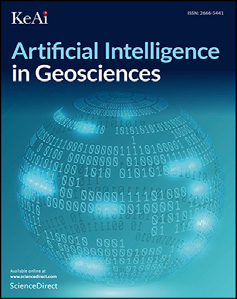 KeAi
ISSN: 2666-5441
Artificial Intelligence
in Geosciences
Available online at
www.sciencedirect.com
ScienceDirect